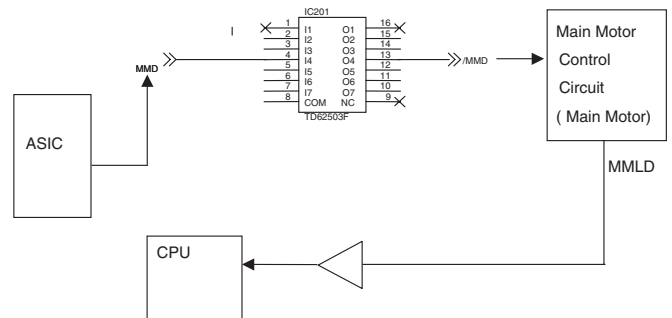 IC201
I
1 I1 O1 16
2 I2 O2 15
3 I3 O3 14
4 I4 O4 13
5 I5 O5 12
6 I6 O6 11
7 I7 O7 10
8 COM NC 9
TD62503F
MMD
/MMD
Main Motor
Control
Circuit
( Main Motor)
ASIC
MMLD
CPU